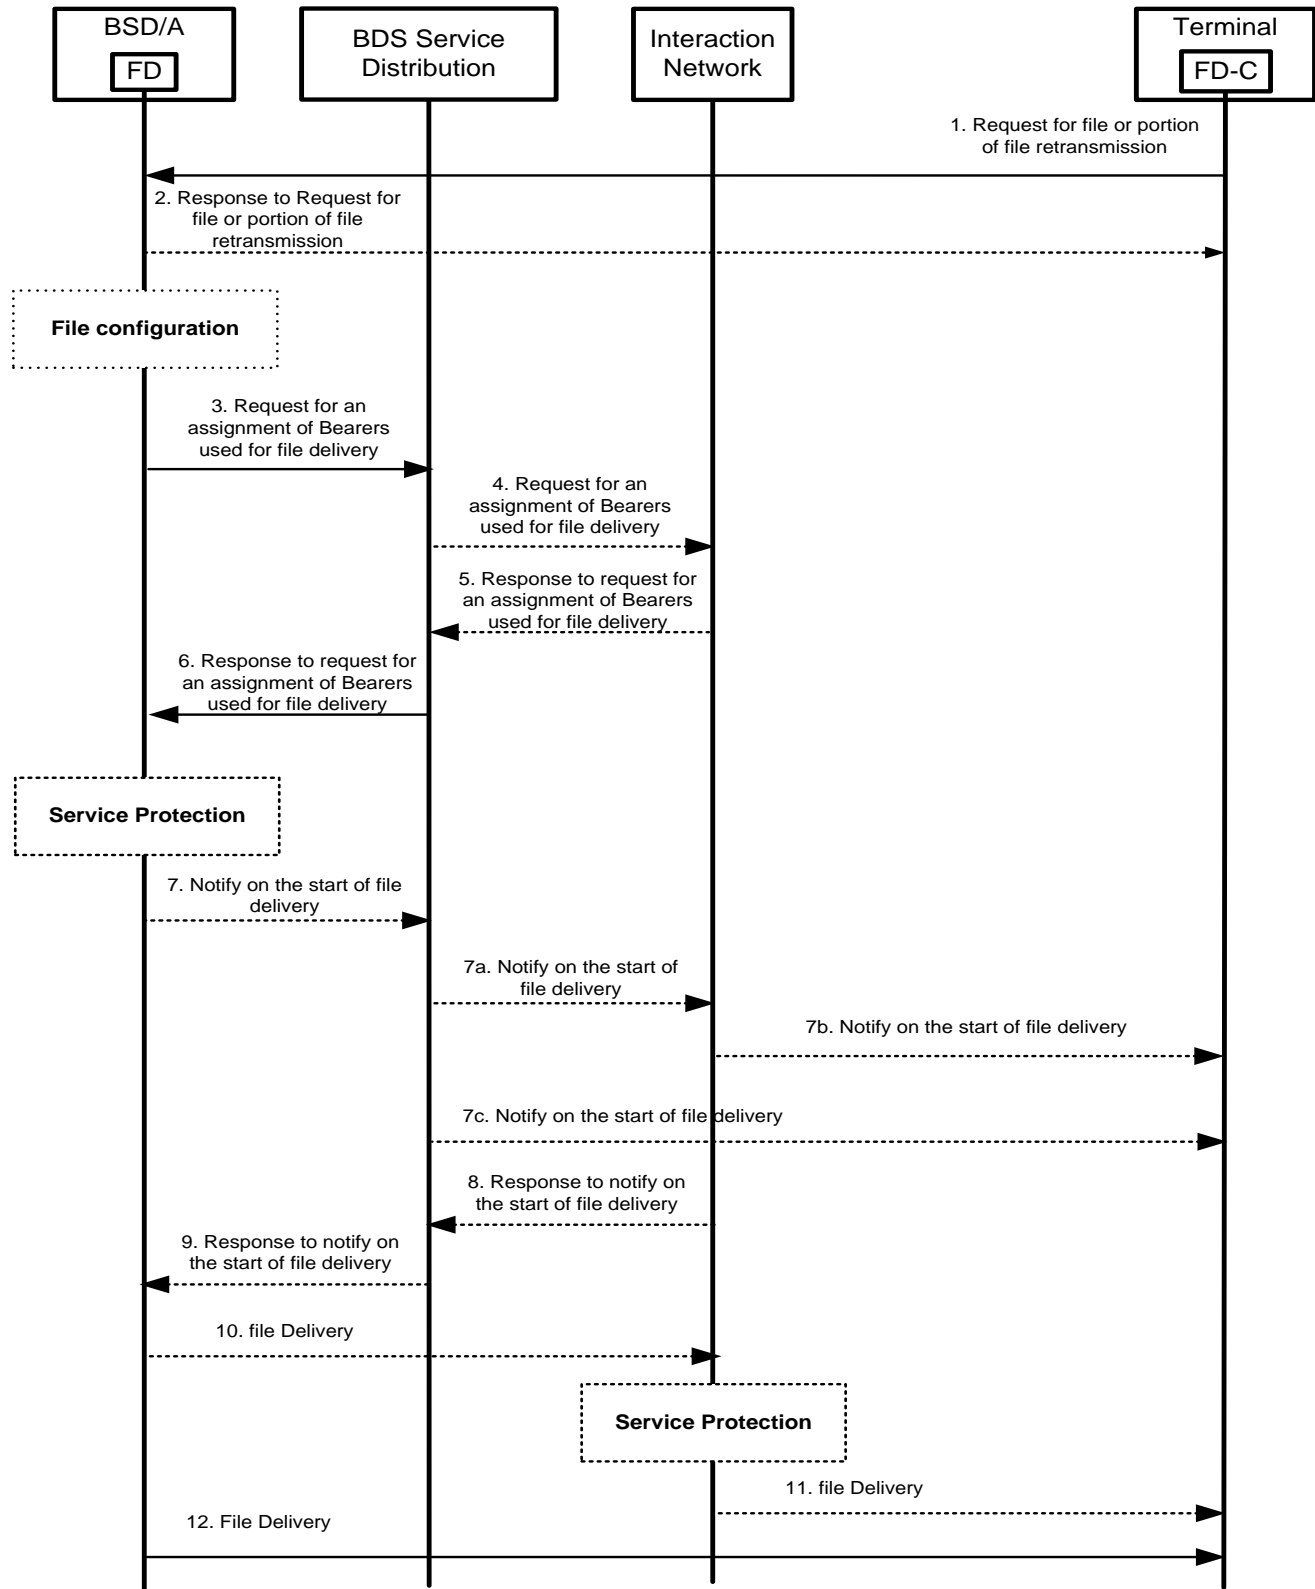 BSD/A
FD
BDS Service
Distribution
Interaction
Network
Terminal
FD-C
1. Request for file or portion
of file retransmission
2. Response to Request for
file or portion of file
retransmission
File configuration
3. Request for an
assignment of Bearers
used for file delivery
4. Request for an
assignment of Bearers
used for file delivery
5. Response to request for
an assignment of Bearers
used for file delivery
6. Response to request for
an assignment of Bearers
used for file delivery
Service Protection
7. Notify on the start of file
delivery
7a. Notify on the start of
file delivery
7b. Notify on the start of file delivery
7c. Notify on the start of file delivery
8. Response to notify on
the start of file delivery
9. Response to notify on
the start of file delivery
10. file Delivery
Service Protection
11. file Delivery
12. File Delivery